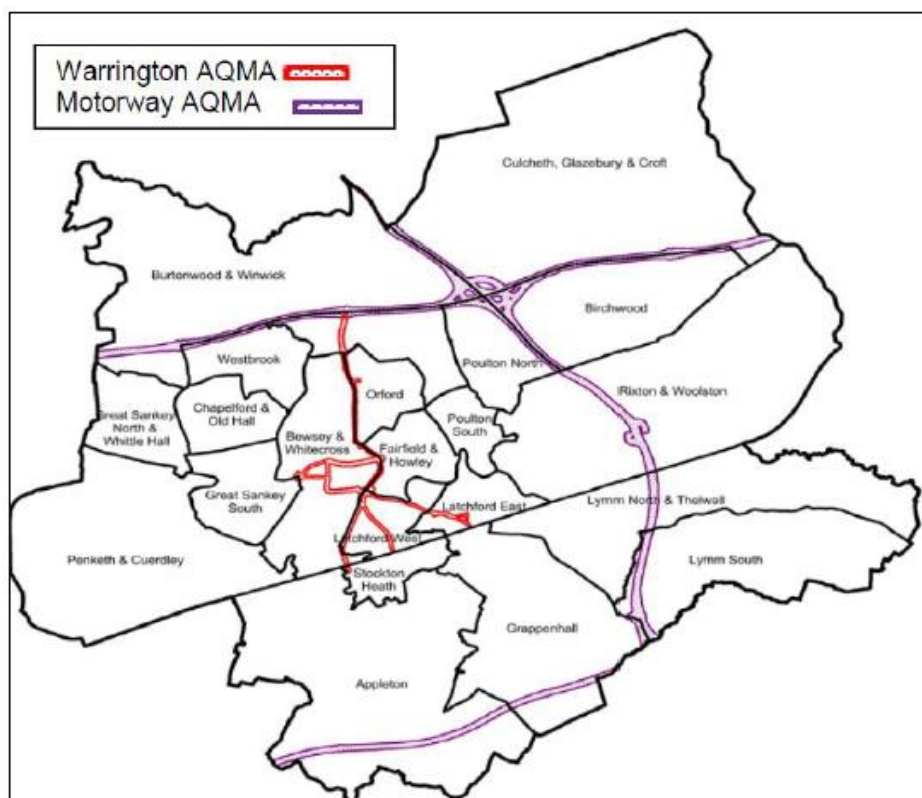 Warrington AQMA
Motorway AQMA
Culcheth, Glazebury & Croft
Burtonwood & Winwick
Birchwood
Westbrook
Poulton North
Orford
Rixton & Woolston
Great Sankey
North &
Whittle Hall
Chapelford &
Old Hall
Poulton
South
Bewsey &
Whitecross
Fairfield &
Howley
Great Sankey
South
Latchford East
Lymm North & Thelwall
Latchford West
Penketh & Cuerdley
Lymm South
Stockton
Heath
Grappenhall
Appleton